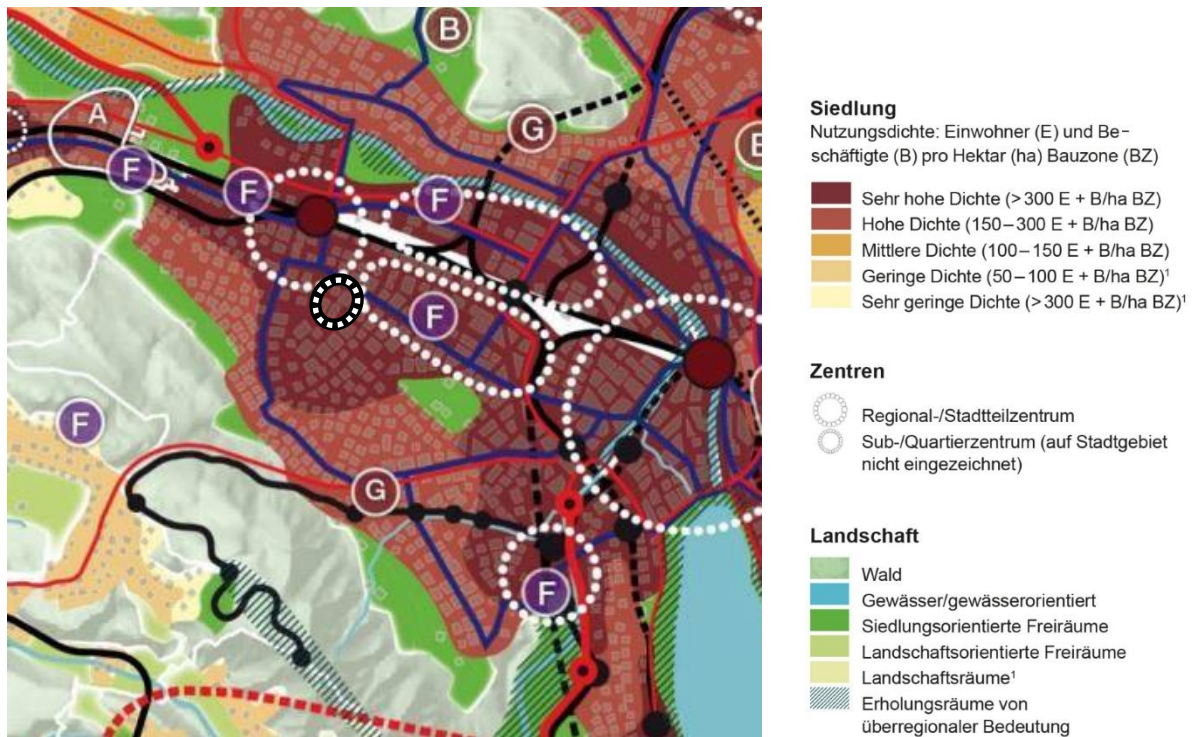 B
G
E
A
F
F
F
F
F
G
F
Siedlung
Nutzungsdichte: Einwohner (E) und Be-
schäftigte (B) pro Hektar (ha) Bauzone (BZ)
Sehr hohe Dichte (> 300 E + B/ha BZ)
Hohe Dichte (150–300 E + B/ha BZ)
Mittlere Dichte (100–150 E + B/ha BZ)
Geringe Dichte (50–100 E + B/ha BZ)¹
Sehr geringe Dichte (> 300 E + B/ha BZ)¹
Zentren
Regional-/Stadtteilzentrum
Sub-/Quartierzentrum (auf Stadtgebiet
nicht eingezeichnet)
Landschaft
Wald
Gewässer/gewässerorientiert
Siedlungsorientierte Freiräume
Landschaftsorientierte Freiräume
Landschaftsräume¹
Erholungsräume von
überregionaler Bedeutung